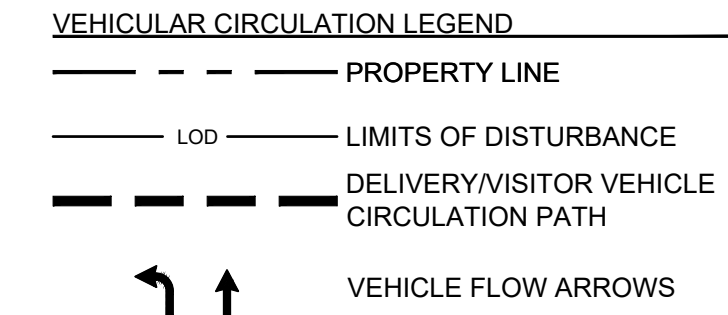 VEHICULAR CIRCULATION LEGEND
PROPERTY LINE
LOD LIMITS OF DISTURBANCE
DELIVERY/VISITOR VEHICLE
CIRCULATION PATH
VEHICLE FLOW ARROWS